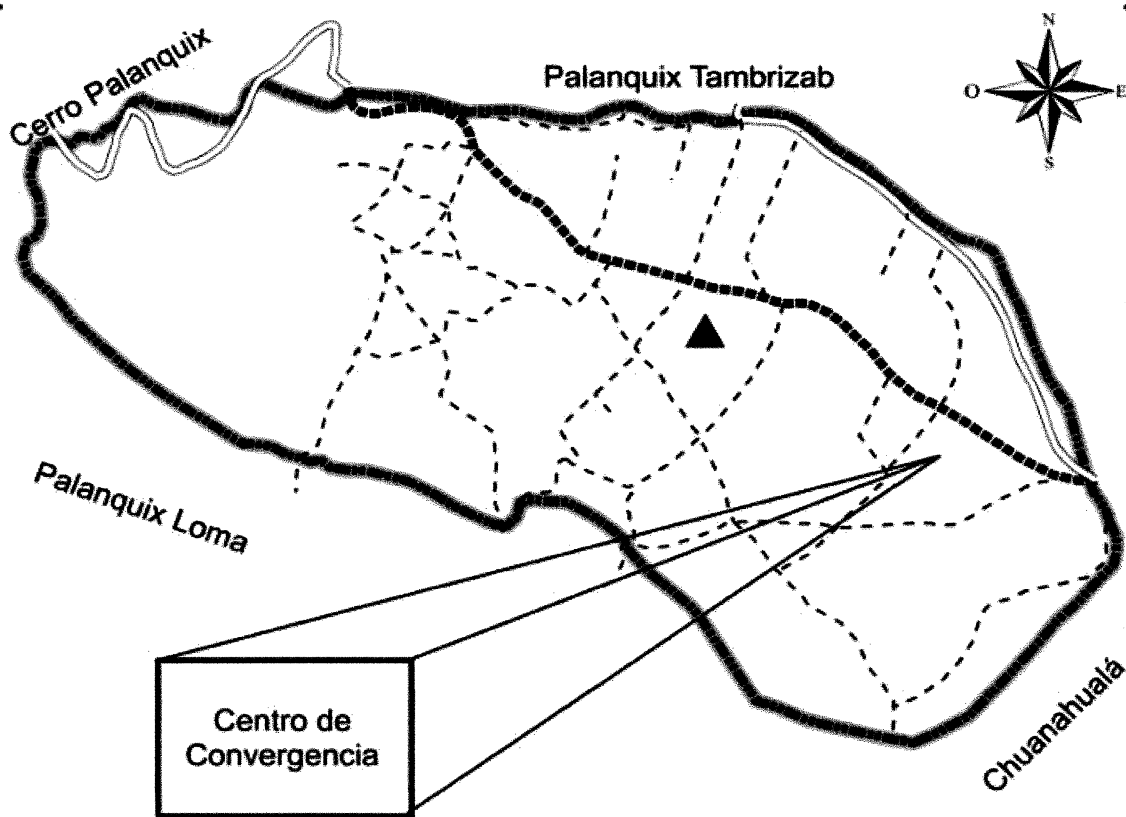 N
O
E
S
Cerro Palanquix
Palanquix Tambrizab
Palanquix Loma
Centro de
Convergencia
Chuanahualá